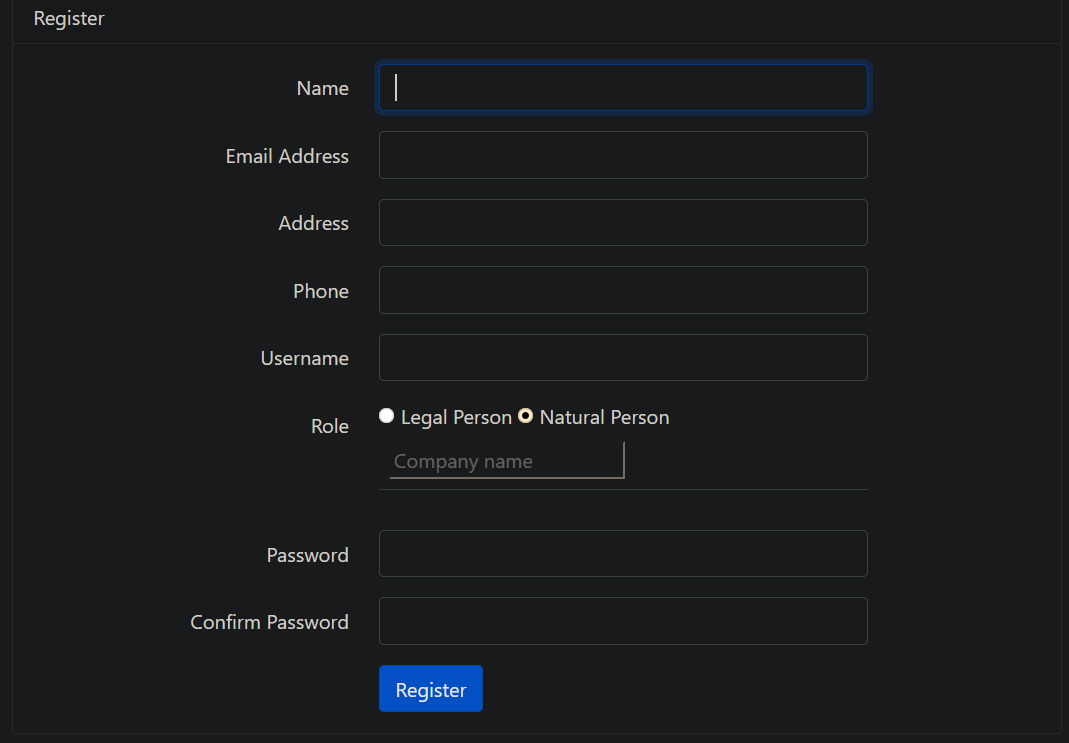 Register
Name
Email Address
Address
Phone
Username
Role Legal Person Natural Person
Company name
Password
Confirm Password
Register